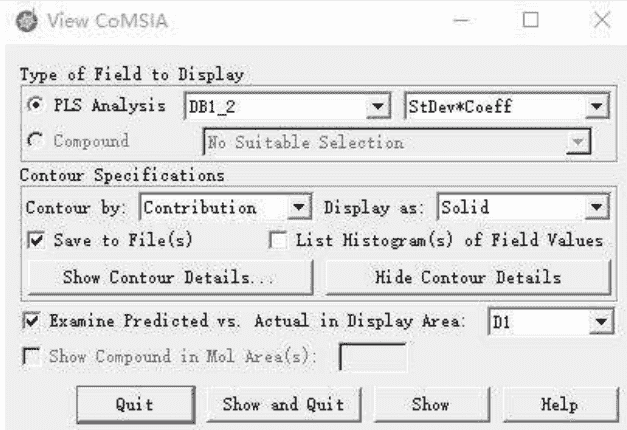 View CoMSIA
Type of Field to Display
PLS Analysis DB1_2 StDev*Coeff
Compound No Suitable Selection
Contour Specifications
Contour by: Contribution Display as: Solid
Save to File(s) List Histogram(s) of Field Values
Show Contour Details... Hide Contour Details
Examine Predicted vs. Actual in Display Area: D1
Show Compound in Mol Area(s):
Quit Show and Quit Show Help